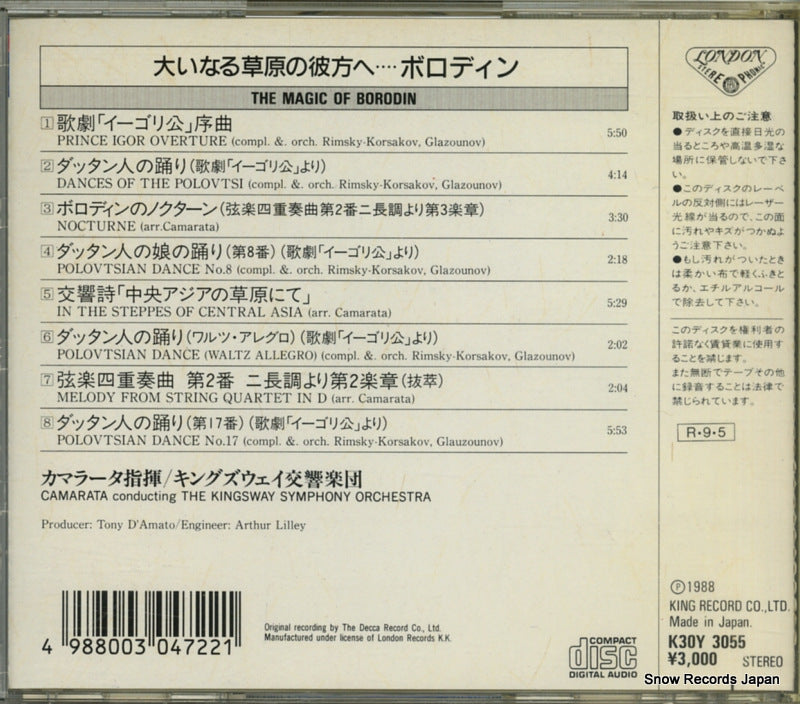 大いなる草原の彼方へ‥‥ボロディン
THE MAGIC OF BORODIN
1 歌劇「イーゴリ公」序曲
PRINCE IGOR OVERTURE (compl. &. orch. Rimsky-Korsakov, Glazounov) 5:50
2 ダッタン人の踊り(歌劇「イーゴリ公」より)
DANCES OF THE POLOVTSI (compl. &. orch. Rimsky-Korsakov, Glazounov) 4:14
3 ボロディンのノクターン(弦楽四重奏曲第2番ニ長調より第3楽章)
NOCTURNE (arr.Camarata) 3:30
4 ダッタン人の娘の踊り(第8番)(歌劇「イーゴリ公」より)
POLOVTSIAN DANCE No.8 (compl. &. orch. Rimsky-Korsakov, Glazounov) 2:18
5 交響詩「中央アジアの草原にて」
IN THE STEPPES OF CENTRAL ASIA (arr. Camarata) 5:29
6 ダッタン人の踊り(ワルツ・アレグロ)(歌劇「イーゴリ公」より)
POLOVTSIAN DANCE (WALTZ ALLEGRO) (compl. &. orch. Rimsky-Korsakov, Glazounov) 2:02
7 弦楽四重奏曲 第2番 ニ長調より第2楽章(抜萃)
MELODY FROM STRING QUARTET IN D (arr. Camarata) 2:04
8 ダッタン人の踊り(第17番)(歌劇「イーゴリ公」より)
POLOVTSIAN DANCE No.17 (compl. &. orch. Rimsky-Korsakov, Glauzounov) 5:53
カマラータ指揮/キングズウェイ交響楽団
CAMARATA conducting THE KINGSWAY SYMPHONY ORCHESTRA
Producer: Tony D'Amato/Engineer: Arthur Lilley
4 988003 047221
Original recording by The Decca Record Co., Ltd.
Manufactured under license of London Records K.K.
COMPACT
disc
DIGITAL AUDIO
LONDON
STEREOPHONIC
取扱い上のご注意
●ディスクを直接日光の
当るところや高温多湿な
場所に保管しないで下さ
い。
●このディスクのレーベ
ルの反対側にはレーザー
光線が当るので、この面
に汚れやキズがつかぬよ
うご注意下さい。
●もし汚れがついたとき
は柔かい布で軽くふきと
るか、エチルアルコール
で除去して下さい。
このディスクを権利者の
許諾なく賃貸業に使用す
ることを禁じます。
また無断でテープその他
に録音することは法律で
禁じられています。
R・9・5
Ⓟ1988
KING RECORD CO.,LTD.
Made in Japan.
K30Y 3055
¥3,000 STEREO
Snow Records Japan